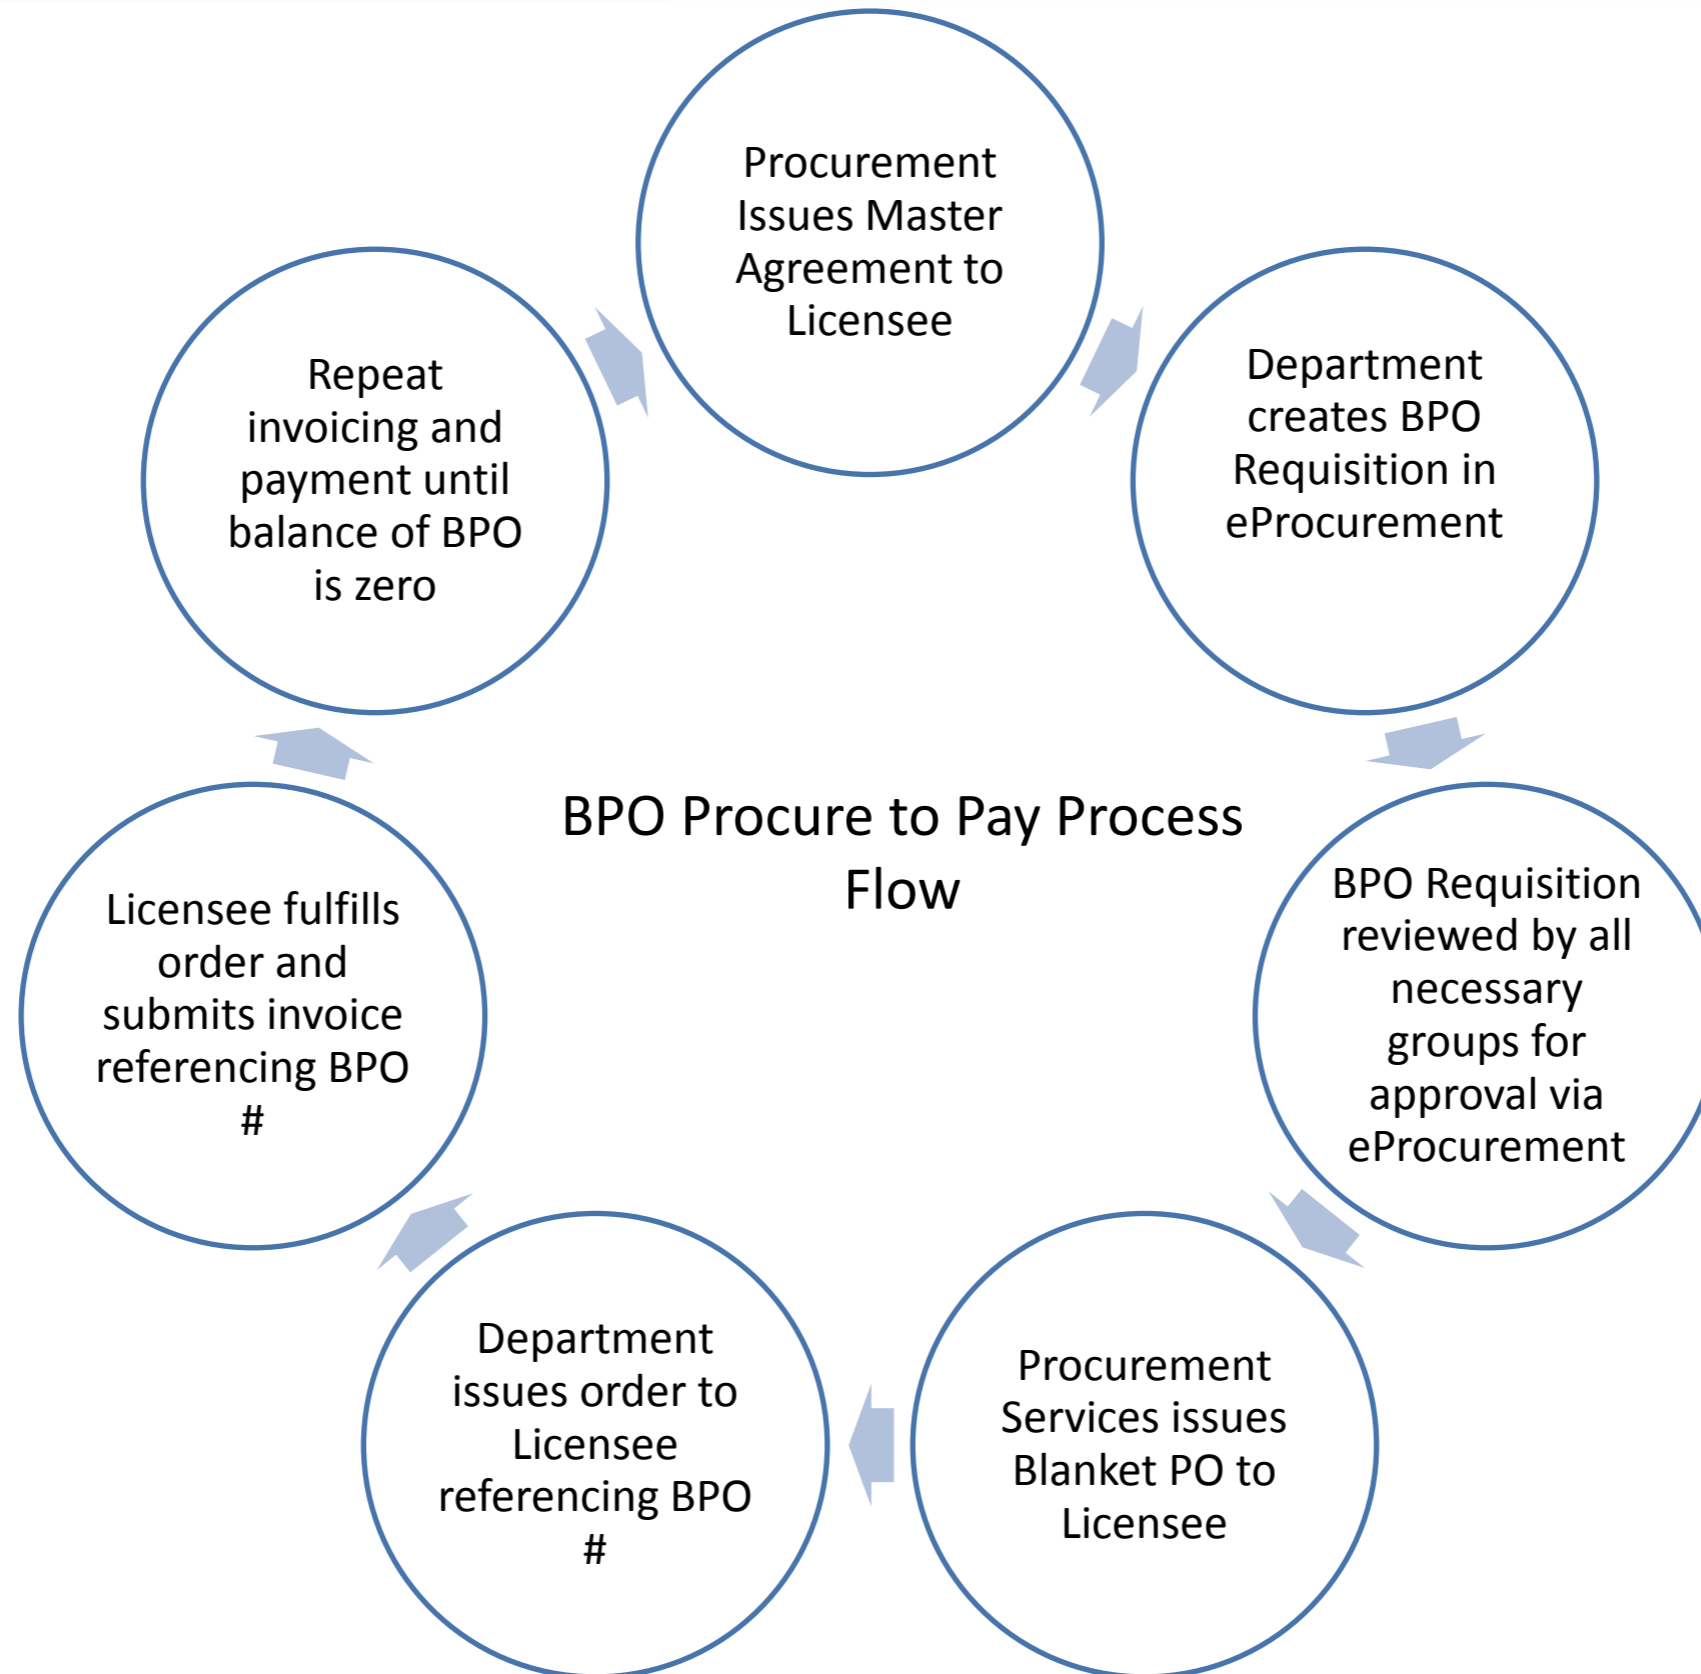 Procurement
Issues Master
Agreement to
Licensee
Department
creates BPO
Requisition in
eProcurement
BPO Requisition
reviewed by all
necessary
groups for
approval via
eProcurement
Procurement
Services issues
Blanket PO to
Licensee
Department
issues order to
Licensee
referencing BPO
#
Licensee fulfills
order and
submits invoice
referencing BPO
#
Repeat
invoicing and
payment until
balance of BPO
is zero
BPO Procure to Pay Process
Flow